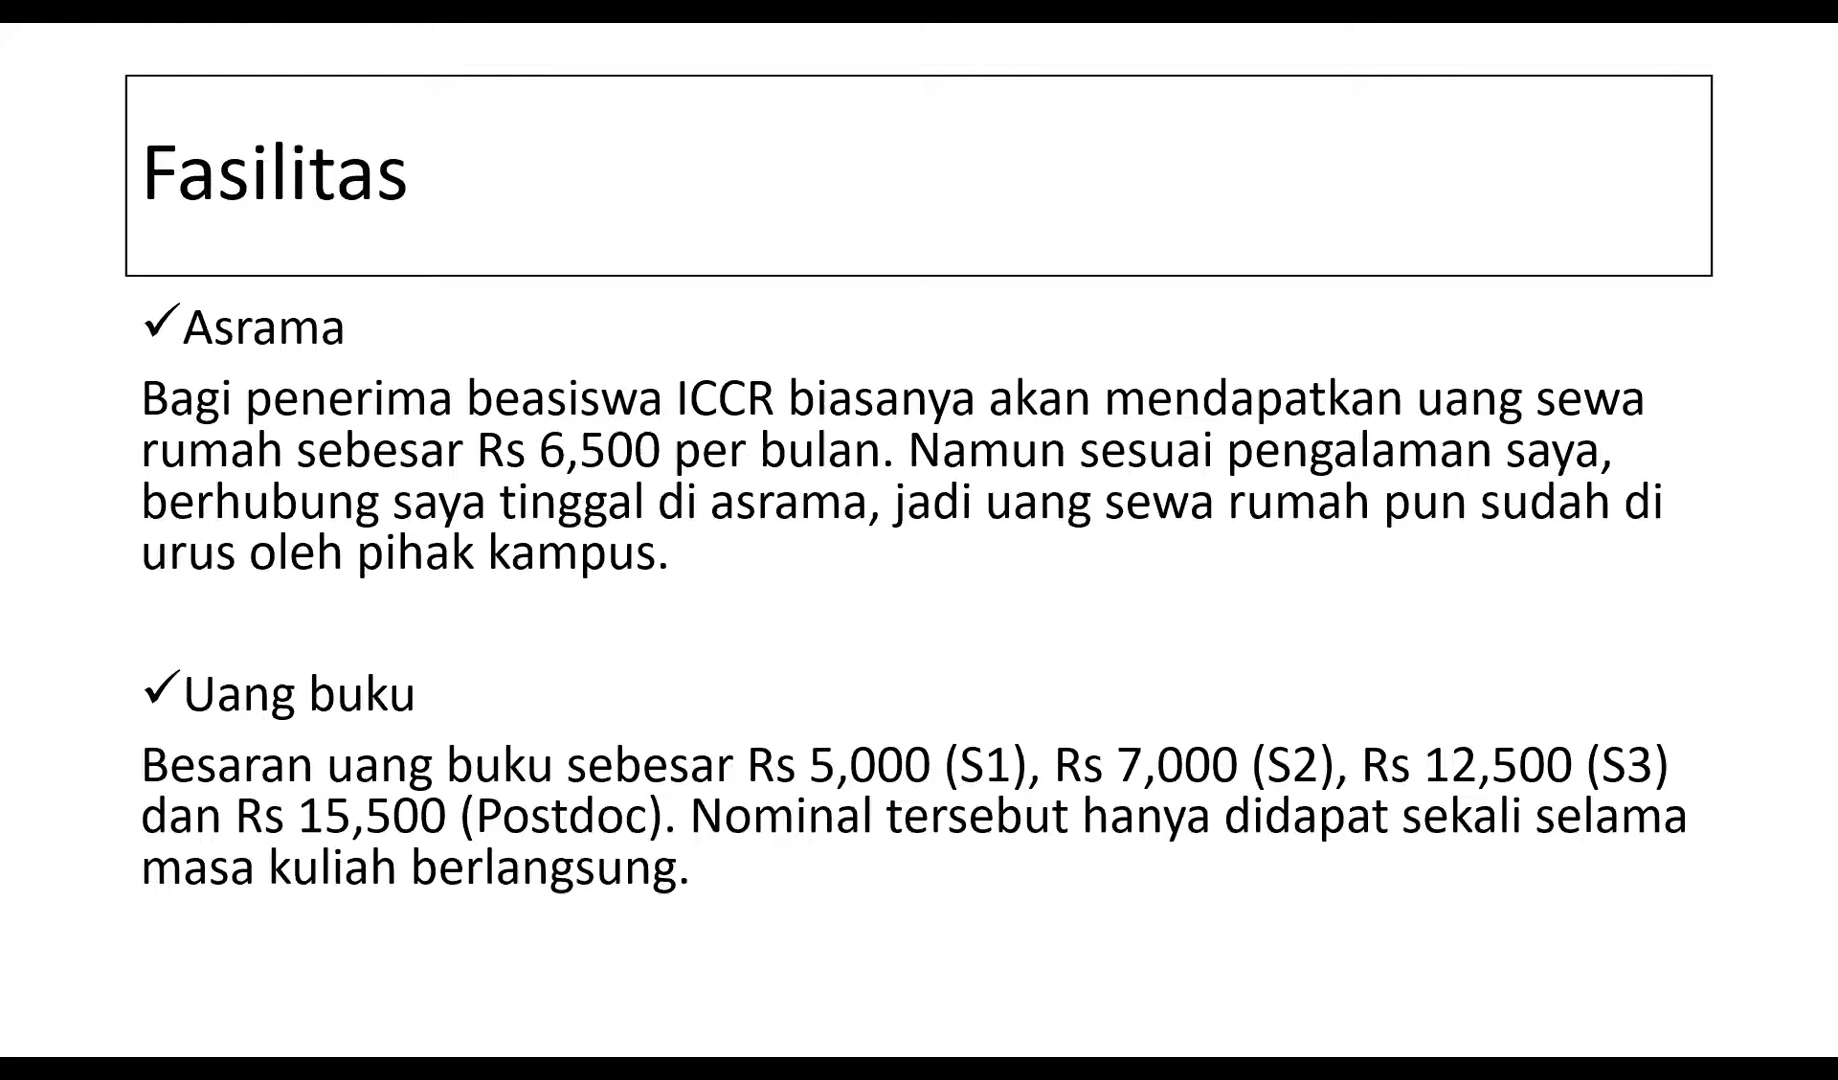 Fasilitas
✓Asrama
Bagi penerima beasiswa ICCR biasanya akan mendapatkan uang sewa
rumah sebesar Rs 6,500 per bulan. Namun sesuai pengalaman saya,
berhubung saya tinggal di asrama, jadi uang sewa rumah pun sudah di
urus oleh pihak kampus.
✓Uang buku
Besaran uang buku sebesar Rs 5,000 (S1), Rs 7,000 (S2), Rs 12,500 (S3)
dan Rs 15,500 (Postdoc). Nominal tersebut hanya didapat sekali selama
masa kuliah berlangsung.